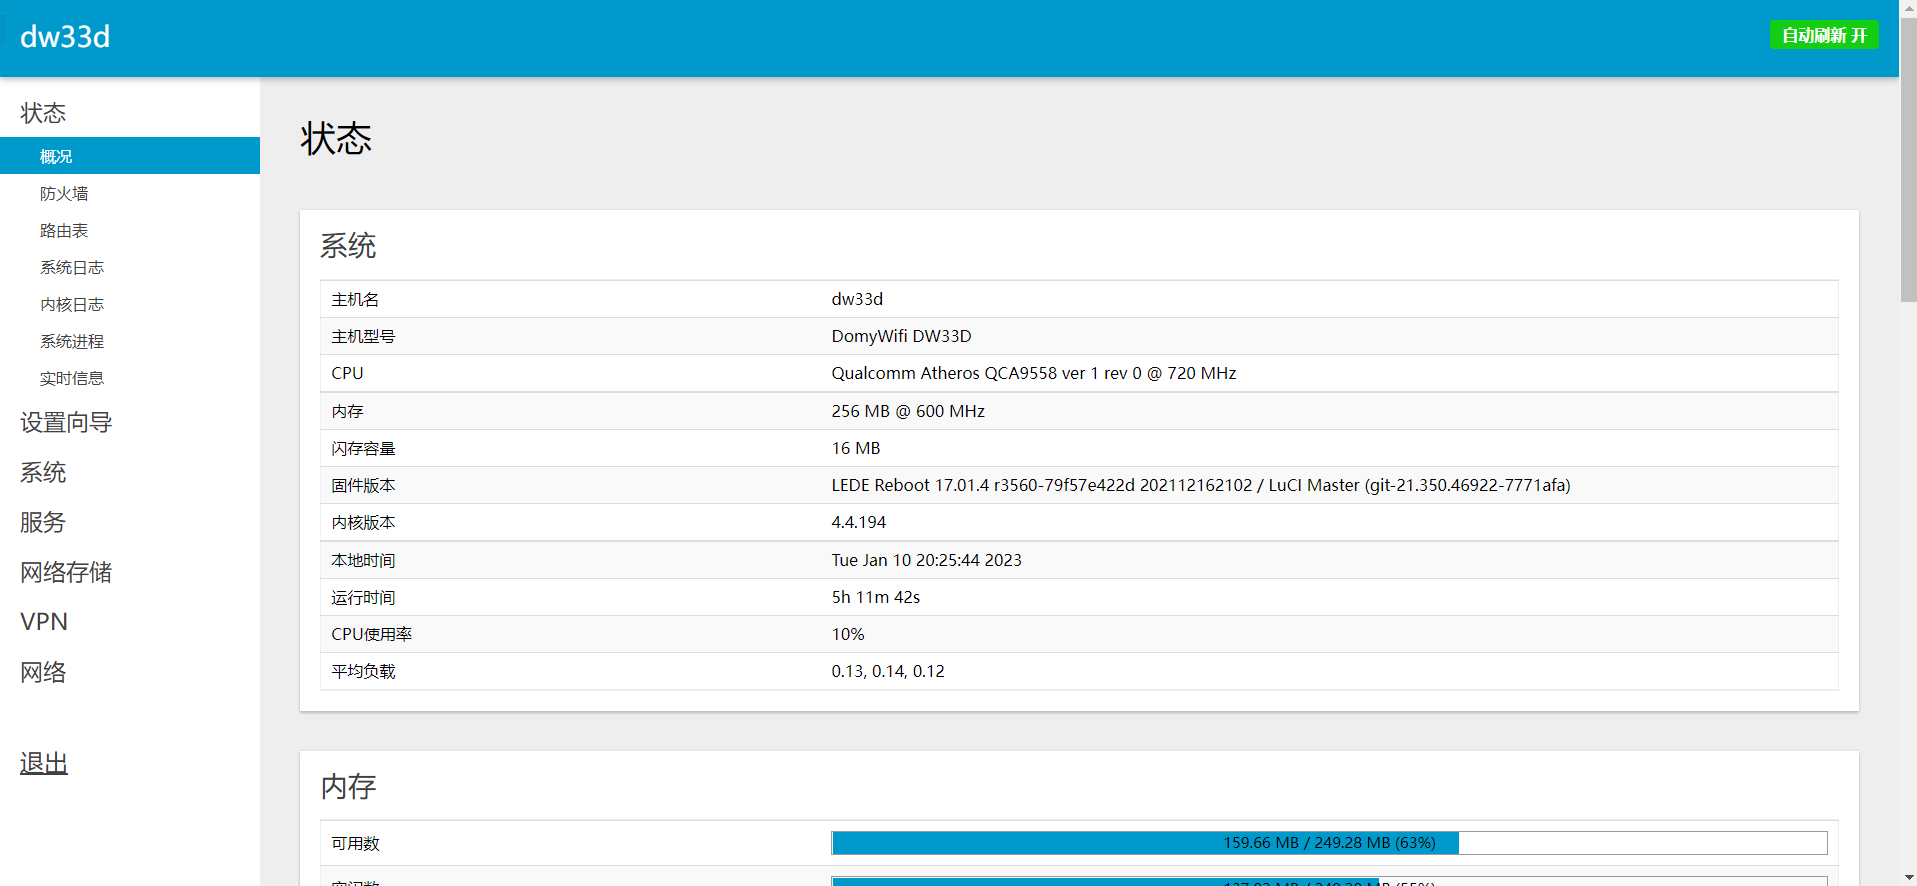 dw33d
自动刷新 开
状态
概况
防火墙
路由表
系统日志
内核日志
系统进程
实时信息
设置向导
系统
服务
网络存储
VPN
网络
退出
状态
系统
主机名 dw33d
主机型号 DomyWifi DW33D
CPU Qualcomm Atheros QCA9558 ver 1 rev 0 @ 720 MHz
内存 256 MB @ 600 MHz
闪存容量 16 MB
固件版本 LEDE Reboot 17.01.4 r3560-79f57e422d 202112162102 / LuCI Master (git-21.350.46922-7771afa)
内核版本 4.4.194
本地时间 Tue Jan 10 20:25:44 2023
运行时间 5h 11m 42s
CPU使用率 10%
平均负载 0.13, 0.14, 0.12
内存
可用数 159.66 MB / 249.28 MB (63%)